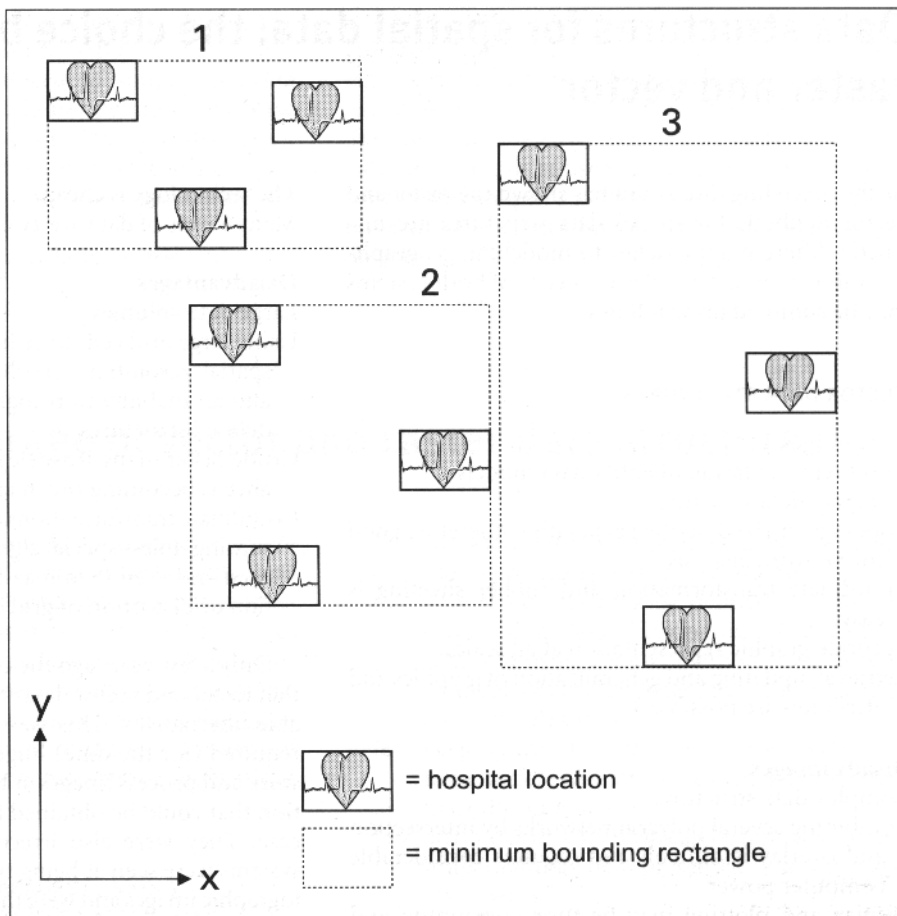 1
3
2
y
x
= hospital location
= minimum bounding rectangle